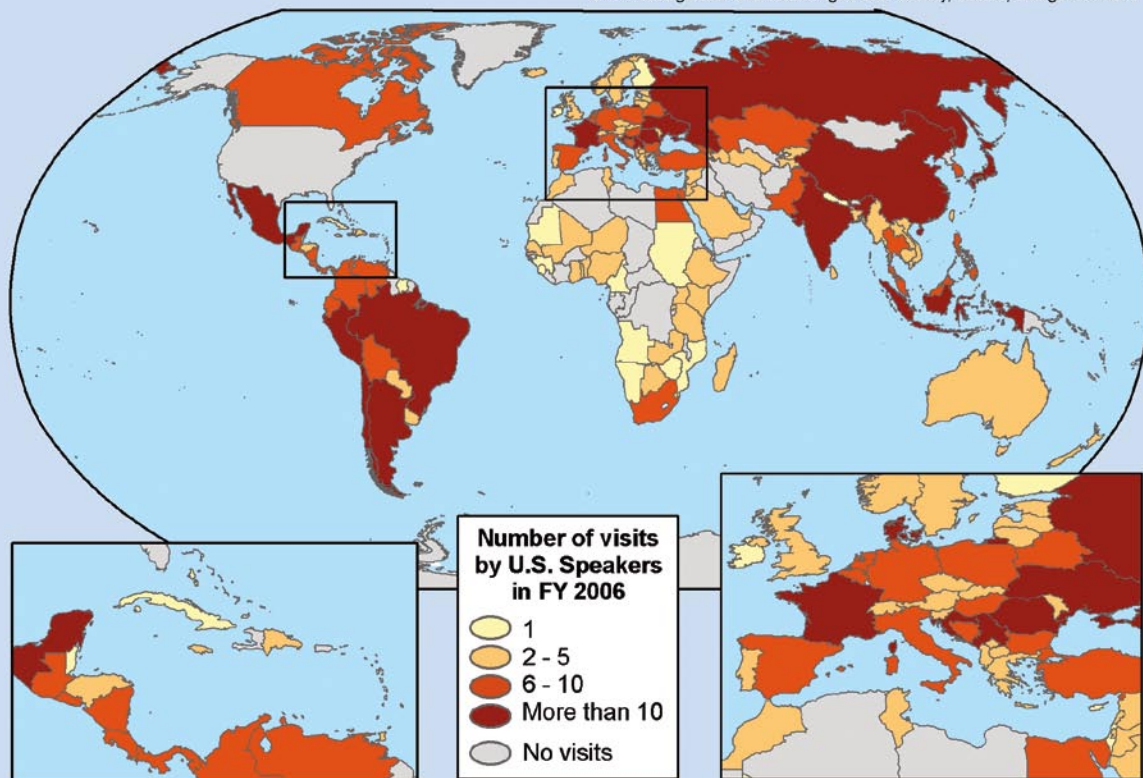 Number of visits
by U.S. Speakers
in FY 2006
1
2 - 5
6 - 10
More than 10
No visits